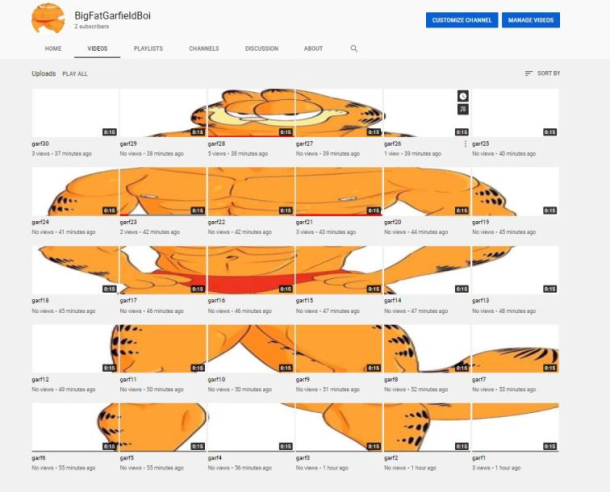 BigFatGarfieldBoi
2 subscribers
CUSTOMIZE CHANNEL MANAGE VIDEOS
HOME VIDEOS PLAYLISTS CHANNELS DISCUSSION ABOUT
Uploads PLAY ALL SORT BY
0:15 0:15 0:15 0:15 0:15 0:15
garf30 garf29 garf28 garf27 garf26 garf25
3 views • 37 minutes ago No views • 38 minutes ago 5 views • 38 minutes ago No views • 39 minutes ago 1 view • 39 minutes ago No views • 40 minutes ago
0:15 0:15 0:15 0:15 0:15 0:15
garf24 garf23 garf22 garf21 garf20 garf19
No views • 41 minutes ago 2 views • 42 minutes ago No views • 42 minutes ago 3 views • 43 minutes ago No views • 44 minutes ago No views • 45 minutes ago
0:15 0:15 0:15 0:15 0:15 0:15
garf18 garf17 garf16 garf15 garf14 garf13
No views • 45 minutes ago No views • 46 minutes ago No views • 46 minutes ago No views • 47 minutes ago No views • 47 minutes ago No views • 48 minutes ago
0:15 0:15 0:15 0:15 0:15 0:15
garf12 garf11 garf10 garf9 garf8 garf7
No views • 49 minutes ago No views • 50 minutes ago No views • 50 minutes ago No views • 51 minutes ago No views • 52 minutes ago No views • 53 minutes ago
0:15 0:15 0:15 0:15 0:15 0:15
garf6 garf5 garf4 garf3 garf2 garf1
No views • 55 minutes ago No views • 55 minutes ago No views • 56 minutes ago No views • 1 hour ago No views • 1 hour ago 3 views • 1 hour ago